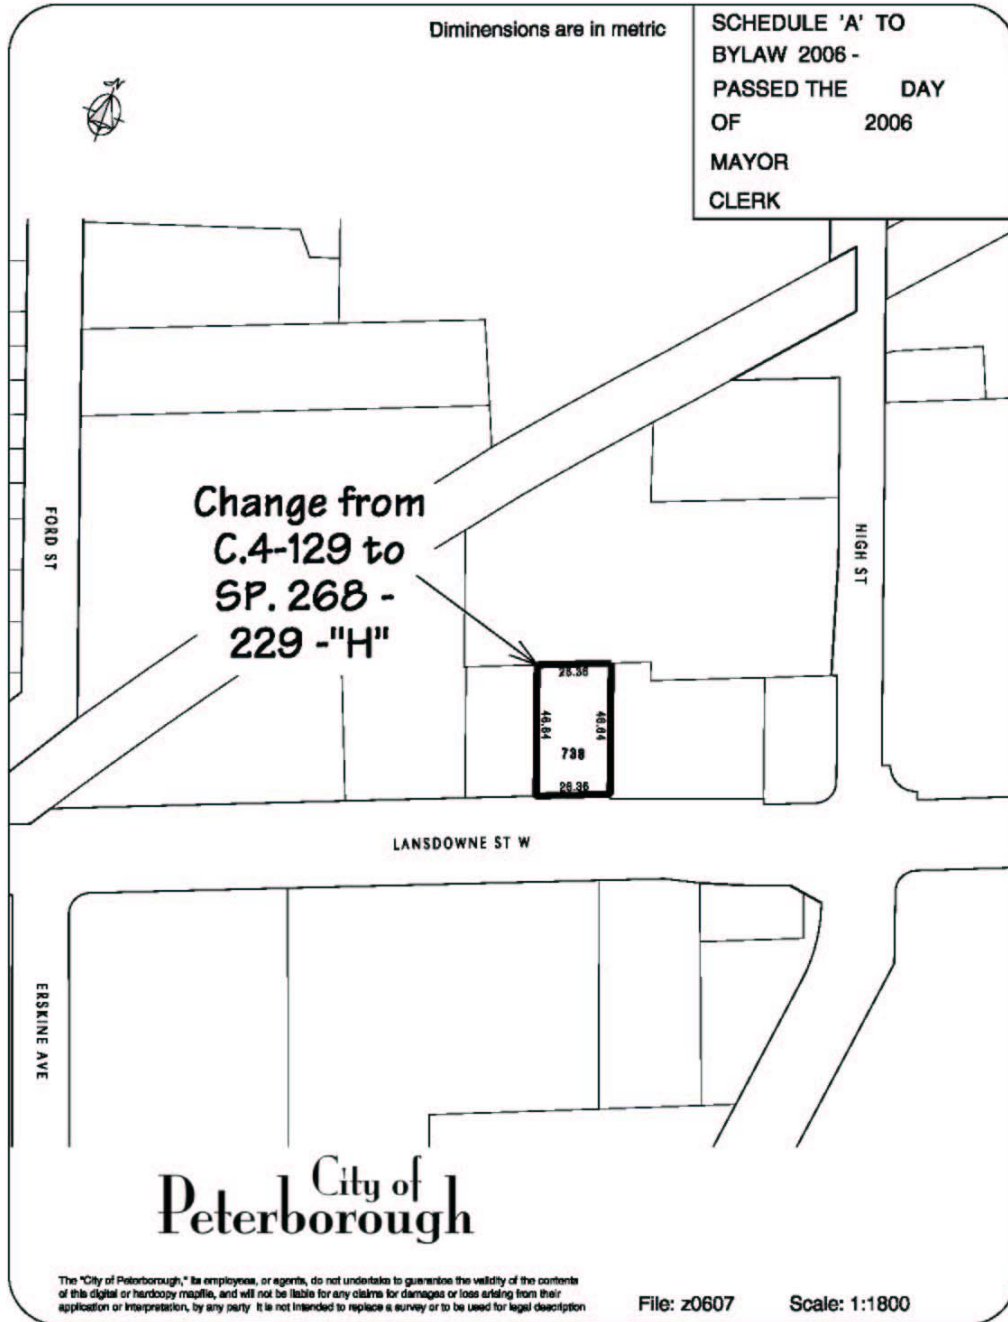 Diminensions are in metric
SCHEDULE 'A' TO
BYLAW 2006 -
PASSED THE DAY
OF 2006
MAYOR
CLERK
N
Change from
C.4-129 to
SP. 268 -
229 -"H"
FORD ST
HIGH ST
26.36
46.64
46.64
738
26.36
LANSDOWNE ST W
ERSKINE AVE
City of
Peterborough
The "City of Peterborough," its employees, or agents, do not undertake to guarantee the validity of the contents
of this digital or hardcopy mapfile, and will not be liable for any claims for damages or loss arising from their
application or interpretation, by any party It is not intended to replace a survey or to be used for legal description
File: z0607 Scale: 1:1800